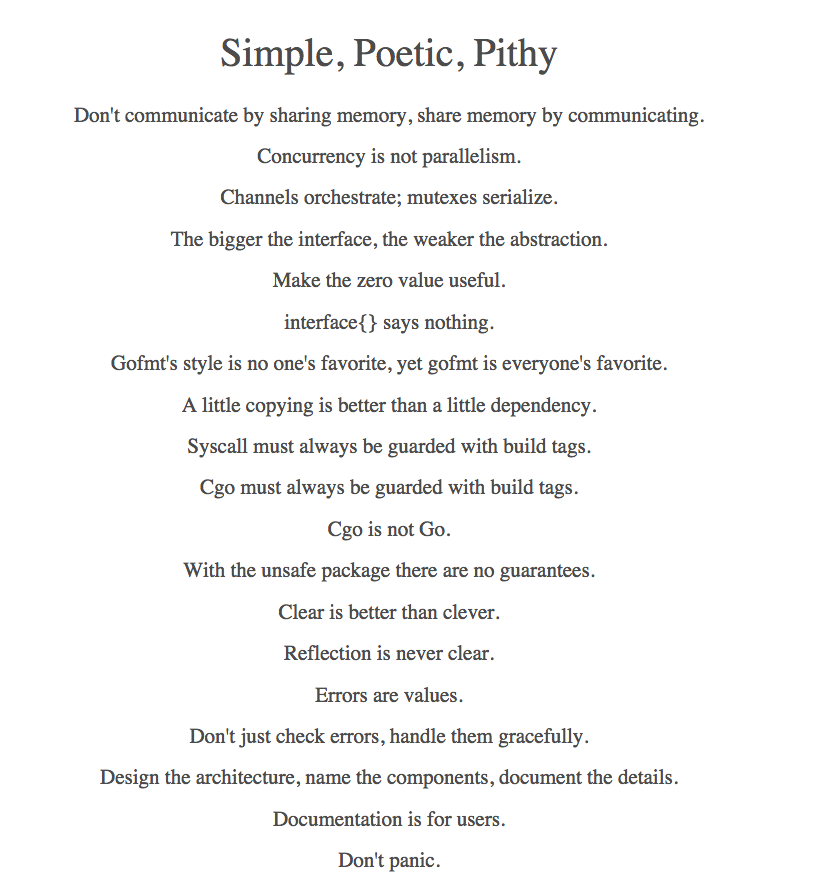 Simple, Poetic, Pithy
Don't communicate by sharing memory, share memory by communicating.
Concurrency is not parallelism.
Channels orchestrate; mutexes serialize.
The bigger the interface, the weaker the abstraction.
Make the zero value useful.
interface{} says nothing.
Gofmt's style is no one's favorite, yet gofmt is everyone's favorite.
A little copying is better than a little dependency.
Syscall must always be guarded with build tags.
Cgo must always be guarded with build tags.
Cgo is not Go.
With the unsafe package there are no guarantees.
Clear is better than clever.
Reflection is never clear.
Errors are values.
Don't just check errors, handle them gracefully.
Design the architecture, name the components, document the details.
Documentation is for users.
Don't panic.